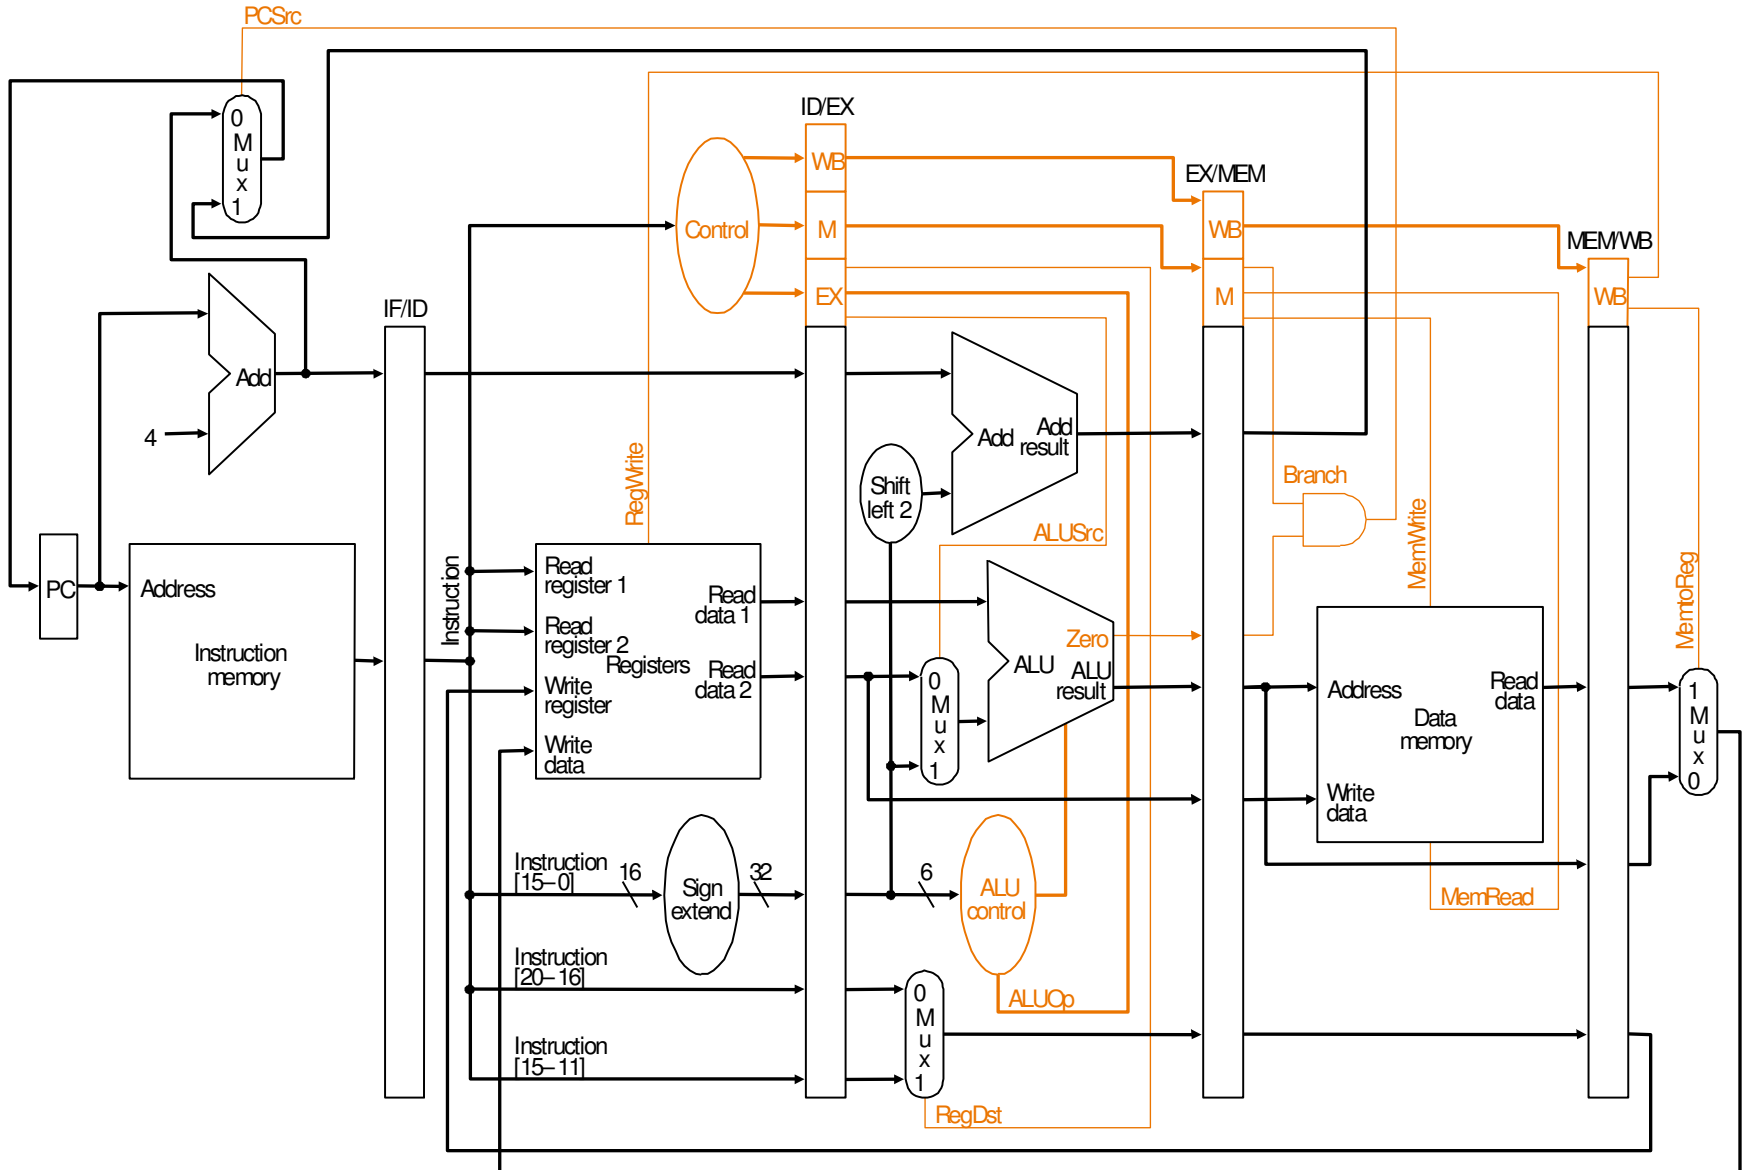 PCSrc
ID/EX
0
M
u
x
1
WB
EX/MEM
Control
M
WB
MEM/WB
IF/ID
EX
M
WB
Add
4
Add
Add
result
RegWrite
Branch
Shift
left 2
ALUSrc
MemWrite
MemtoReg
PC
Address
Instruction
memory
Instruction
Read
register 1
Read
register 2
Registers
Write
register
Write
data
Read
data 1
Read
data 2
0
M
u
x
1
Zero
ALU
ALU
result
Address
Data
memory
Read
data
Write
data
1
M
u
x
0
Instruction
[15–0]
16
Sign
extend
32
6
ALU
control
MemRead
Instruction
[20–16]
0
M
u
x
1
ALUOp
Instruction
[15–11]
RegDst